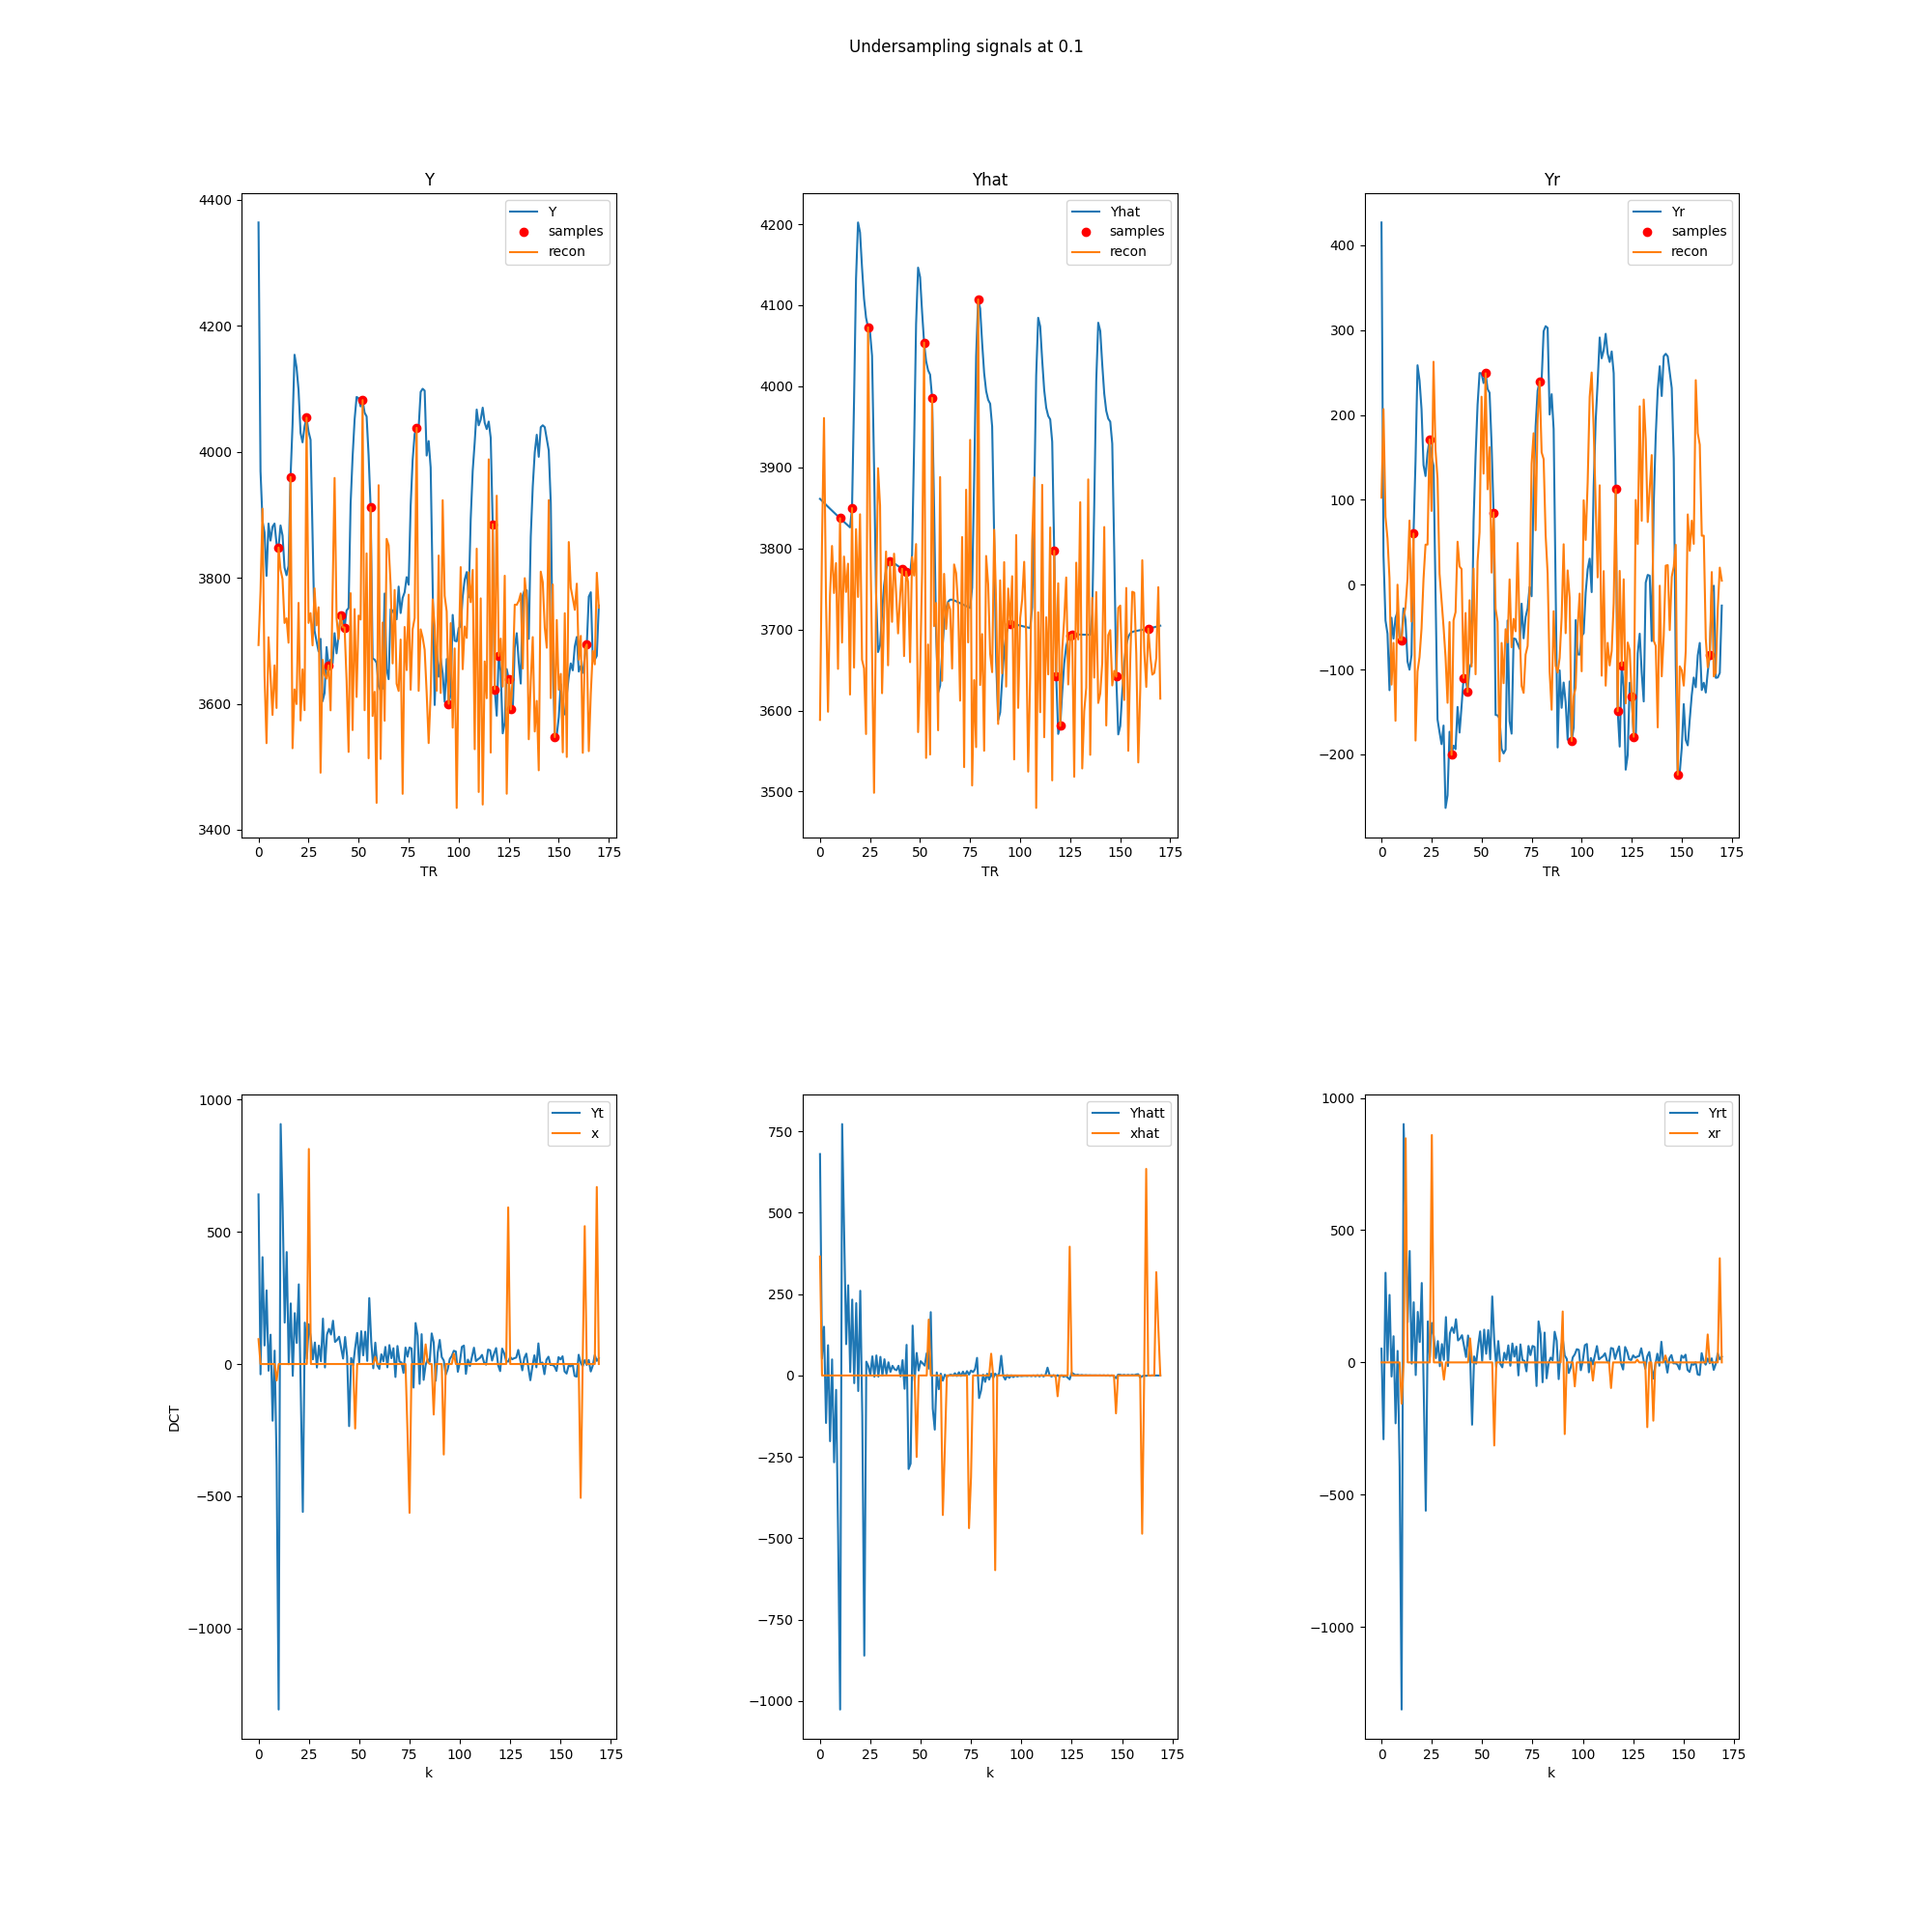 Undersampling signals at 0.1
Y
4400
4200
4000
3800
3600
3400
0 25 50 75 100 125 150 175
TR
Y
samples
recon
Yhat
4200
4100
4000
3900
3800
3700
3600
3500
0 25 50 75 100 125 150 175
TR
Yhat
samples
recon
Yr
400
300
200
100
0
−100
−200
0 25 50 75 100 125 150 175
TR
Yr
samples
recon
DCT
1000
500
0
−500
−1000
0 25 50 75 100 125 150 175
k
Yt
x
750
500
250
0
−250
−500
−750
−1000
0 25 50 75 100 125 150 175
k
Yhatt
xhat
1000
500
0
−500
−1000
0 25 50 75 100 125 150 175
k
Yrt
xr